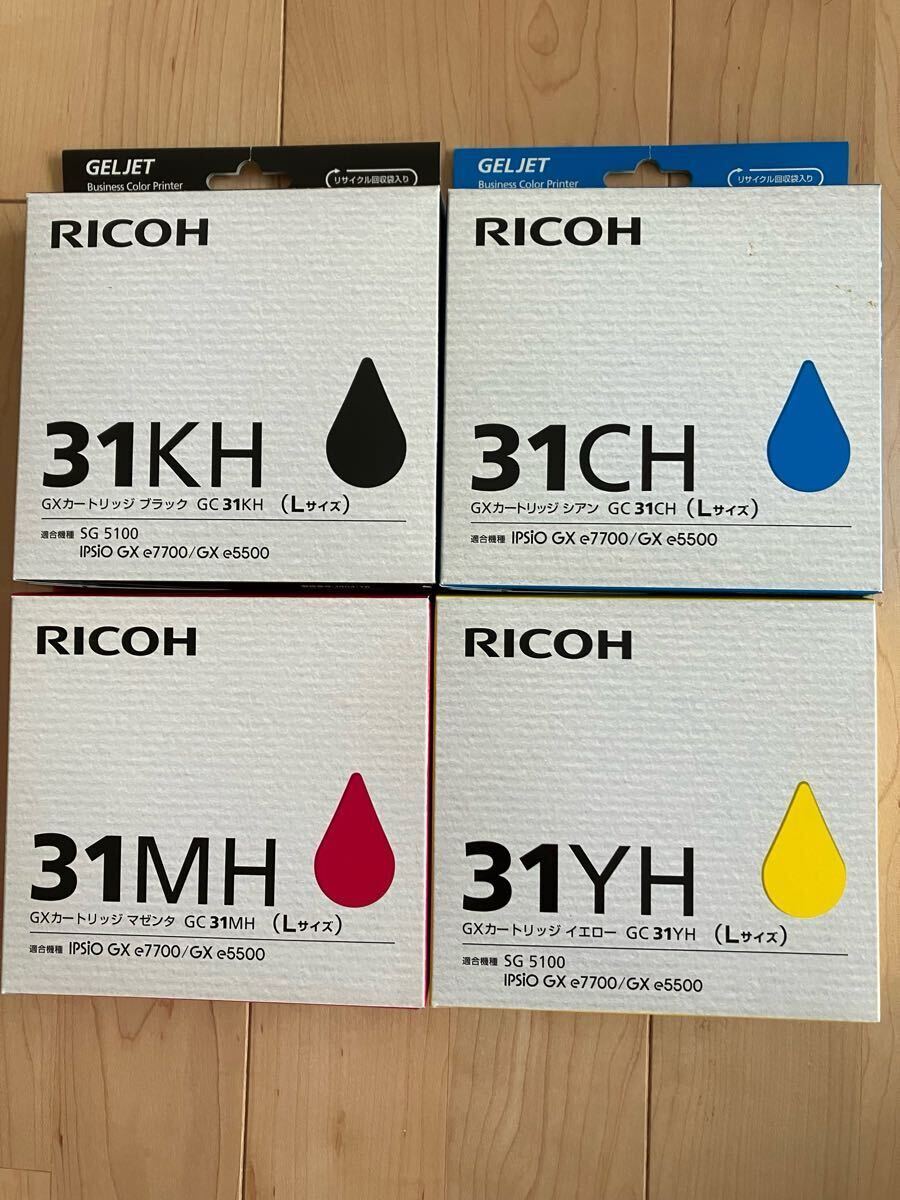 GELJET
Business Color Printer
リサイクル回収袋入り
RICOH
31KH
GXカートリッジ ブラック GC 31KH (Lサイズ)
適合機種 SG 5100
IPSiO GX e7700/GX e5500
GELJET
Business Color Printer
リサイクル回収袋入り
RICOH
31CH
GXカートリッジ シアン GC 31CH (Lサイズ)
適合機種 SG 5100
IPSiO GX e7700/GX e5500
RICOH
31MH
GXカートリッジ マゼンタ GC 31MH (Lサイズ)
適合機種 IPSiO GX e7700/GX e5500
RICOH
31YH
GXカートリッジ イエロー GC 31YH (Lサイズ)
適合機種 SG 5100
IPSiO GX e7700/GX e5500